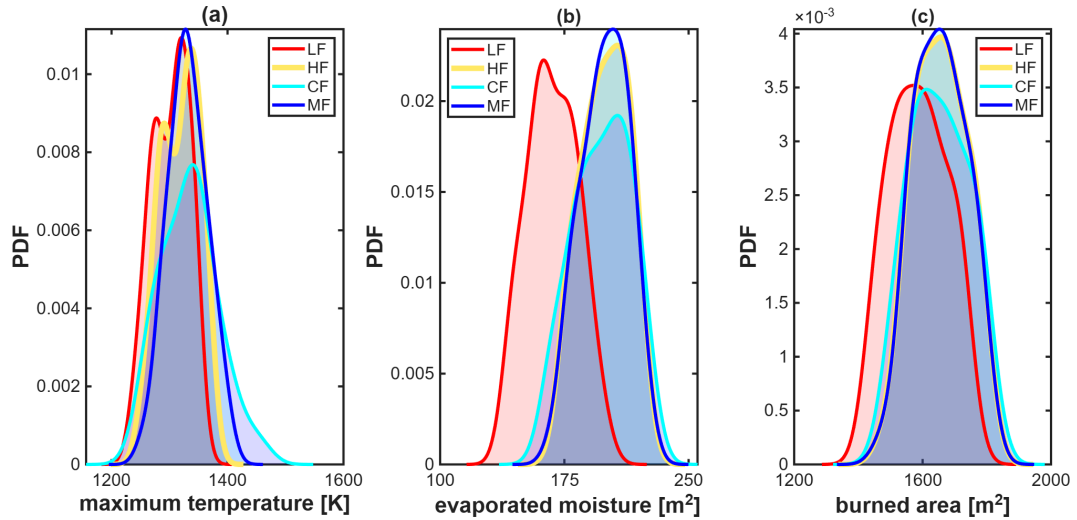 (a)
LF
HF
CF
MF
0.01
0.008
0.006
0.004
0.002
0
PDF
1200
1400
1600
maximum temperature [K]
(b)
LF
HF
CF
MF
0.02
0.015
0.01
0.005
0
PDF
100
175
250
evaporated moisture [m²]
(c)
×10⁻³
LF
HF
CF
MF
4
3.5
3
2.5
2
1.5
1
0.5
0
PDF
1200
1600
2000
burned area [m²]